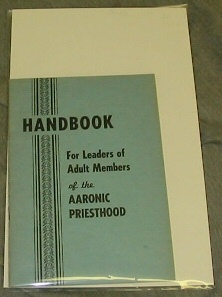 HANDBOOK
For Leaders of
Adult Members
of the
AARONIC
PRIESTHOOD